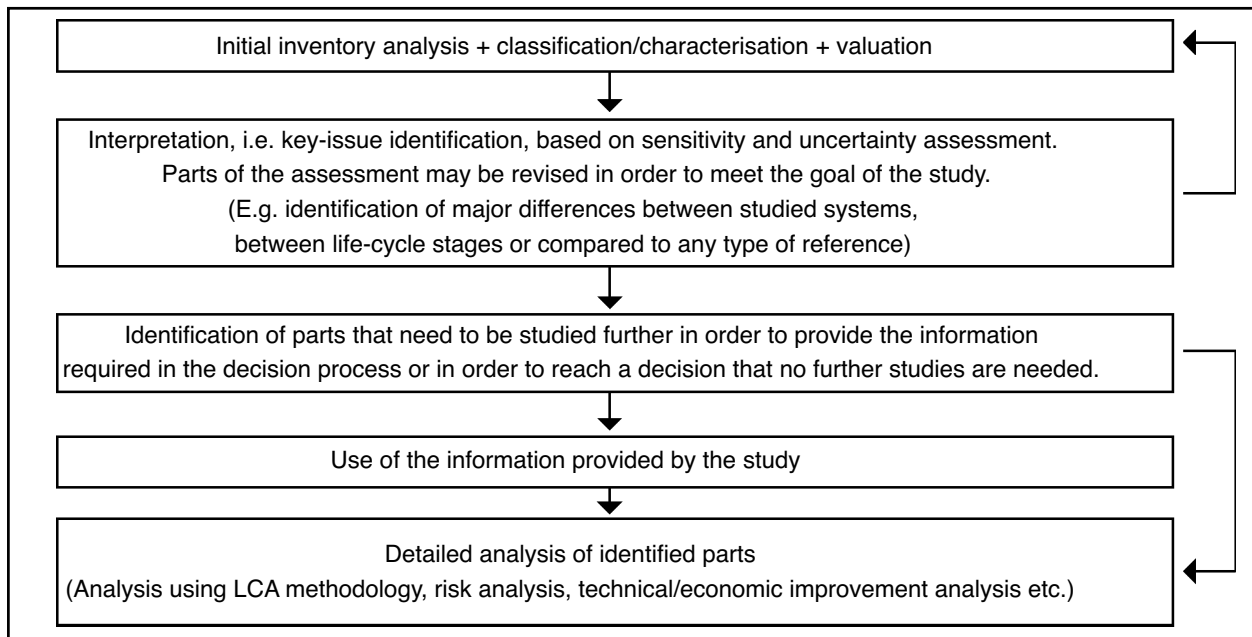 Initial inventory analysis + classification/characterisation + valuation
Interpretation, i.e. key-issue identification, based on sensitivity and uncertainty assessment.
Parts of the assessment may be revised in order to meet the goal of the study.
(E.g. identification of major differences between studied systems,
between life-cycle stages or compared to any type of reference)
Identification of parts that need to be studied further in order to provide the information
required in the decision process or in order to reach a decision that no further studies are needed.
Use of the information provided by the study
Detailed analysis of identified parts
(Analysis using LCA methodology, risk analysis, technical/economic improvement analysis etc.)